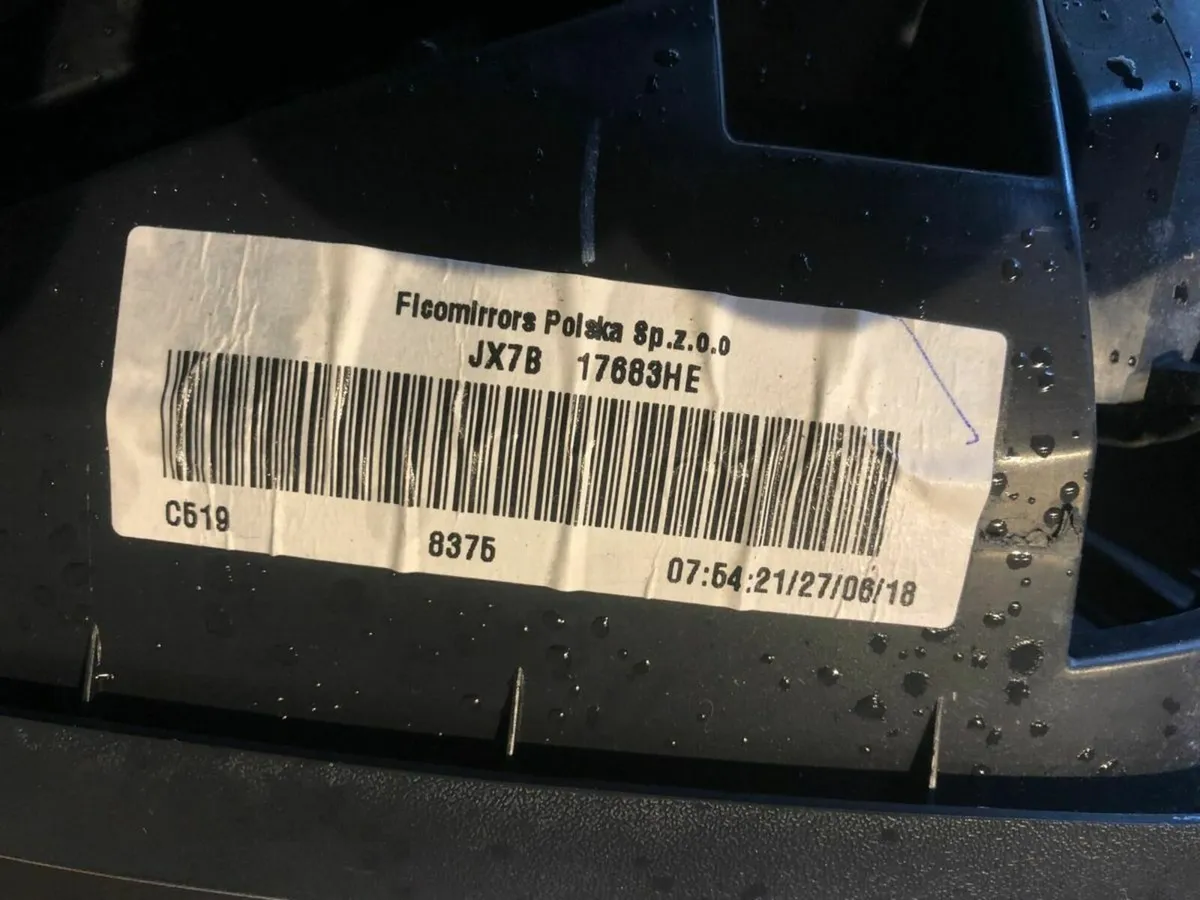 Ficomirrors Polska Sp.z.o.o
JX7B 17683HE
C519
8375
07:54:21/27/06/18